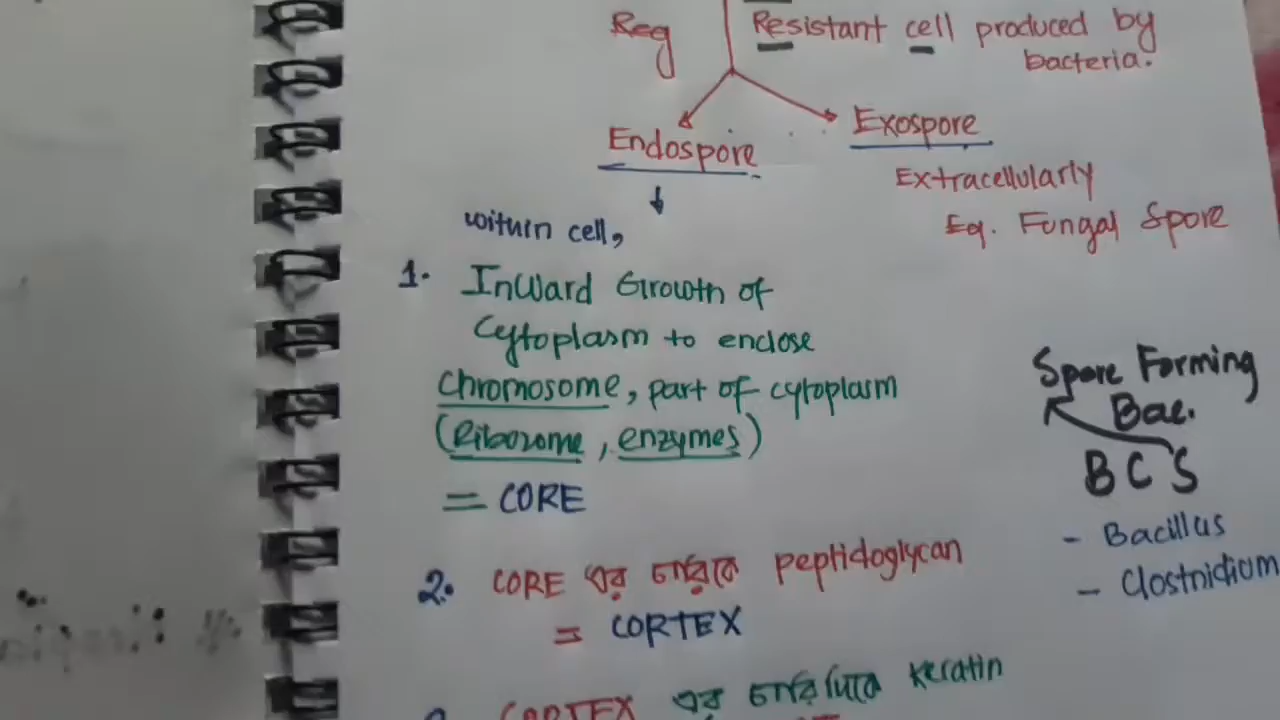 Reg
Resistant cell produced by
bacteria.
Endospore
Exospore
Extracellularly
Eg. Fungal Spore
within cell,
1. Inward Growth of
Cytoplasm to enclose
Chromosome, part of cytoplasm
(Ribosome, enzymes)
= CORE
Spore Forming
Bac.
B C S
- Bacillus
- Clostridium
2. CORE এর চারিদিকে peptidoglycan
= CORTEX
CORTEX এর চারিদিকে keratin